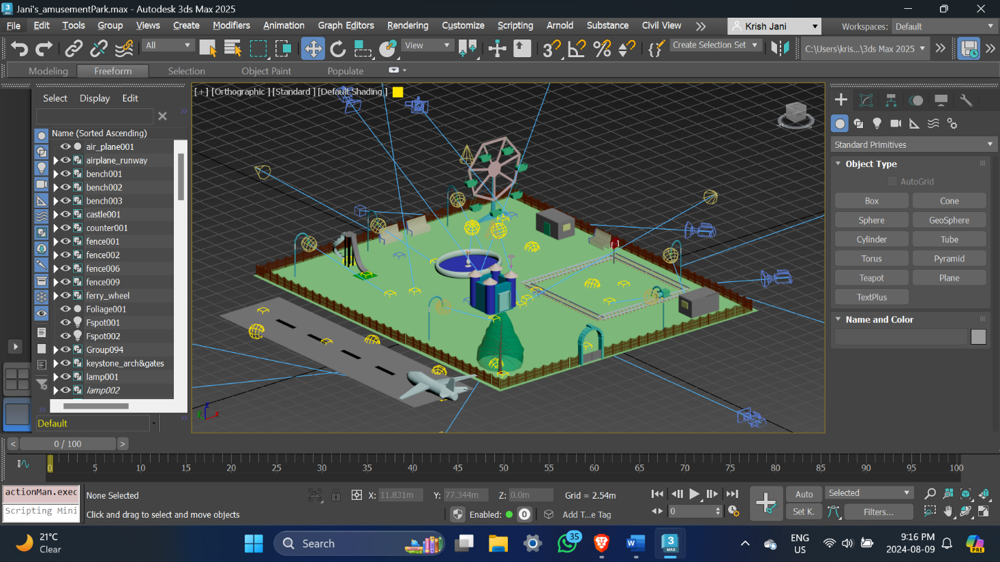 Jani's_amusementPark.max - Autodesk 3ds Max 2025
File Edit Tools Group Views Create Modifiers Animation Graph Editors Rendering Customize Scripting Arnold Substance Civil View Krish Jani Workspaces: Default
All View Create Selection Set C:\Users\kris...\3ds Max 2025
Modeling Freeform Selection Object Paint Populate
Select Display Edit
[+] [Orthographic ] [Standard ] [Default Shading ]
Name (Sorted Ascending)
air_plane001
airplane_runway
bench001
bench002
bench003
castle001
counter001
fence001
fence002
fence006
fence009
ferry_wheel
Foliage001
Fspot001
Fspot002
Group094
keystone_arch&gates
lamp001
lamp002
Default
Standard Primitives
Object Type
AutoGrid
Box Cone
Sphere GeoSphere
Cylinder Tube
Torus Pyramid
Teapot Plane
TextPlus
Name and Color
z
y x
< 0 / 100 >
0 5 10 15 20 25 30 35 40 45 50 55 60 65 70 75 80 85 90 95 100
actionMan.exec None Selected X: 11.831m Y: 77.344m Z: 0.0m Grid = 2.54m Auto Selected
Scripting Mini Click and drag to select and move objects Enabled: 0 Add T...e Tag 0 Set K. Filters...
21°C
Clear
Search
35
3
MAX
ENG
US
9:16 PM
2024-08-09
PRE